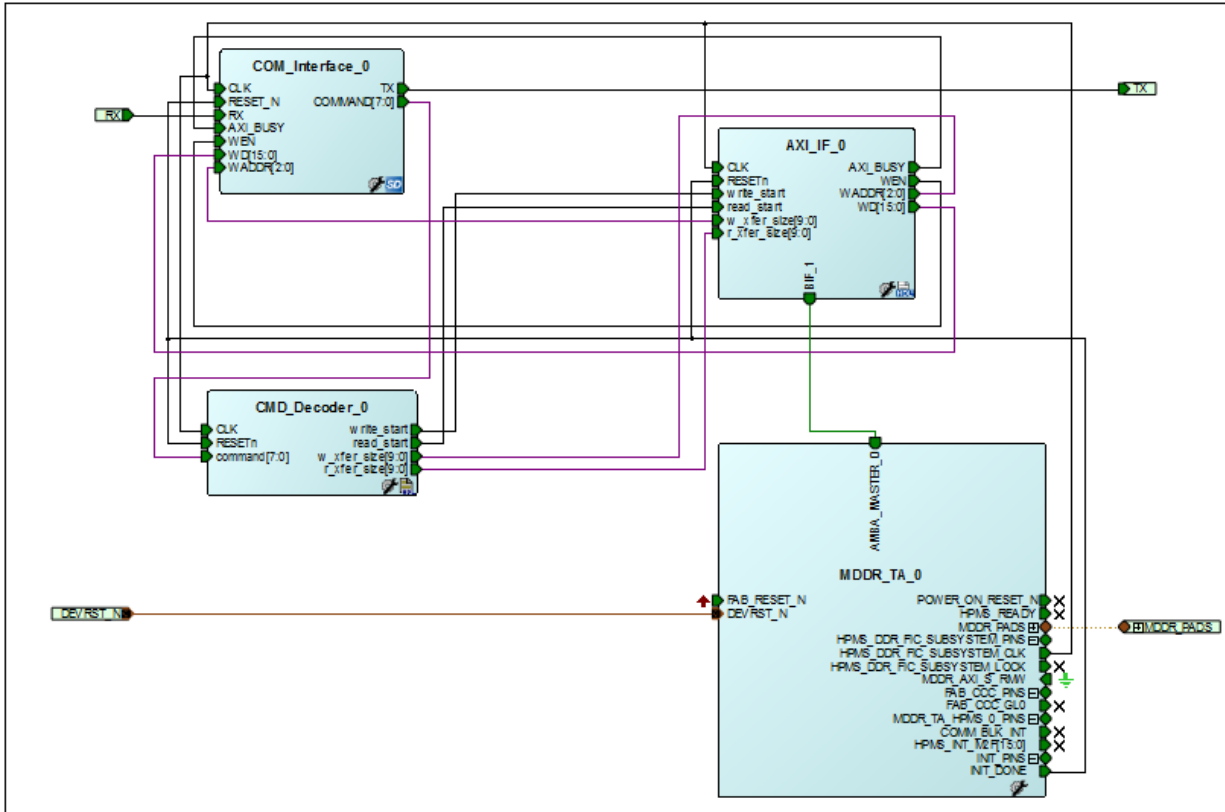 COM_Interface_0
CLK
TX
RESET_N
COMMAND[7:0]
RX
AXI_BUSY
WEN
WD[15:0]
WADDR[2:0]
RX
TX
AXI_IF_0
CLK
AXI_BUSY
RESETn
WEN
write_start
WADDR[2:0]
read_start
WD[15:0]
w_xfer_size[9:0]
r_xfer_size[9:0]
BIF_1
CMD_Decoder_0
CLK
write_start
RESETn
read_start
command[7:0]
w_xfer_size[9:0]
r_xfer_size[9:0]
AMBA_MASTER_0
MDDR_TA_0
DEVRST_N
FAB_RESET_N
DEVRST_N
POWER_ON_RESET_N
HPMS_READY
MDDR_PADS
MDDR_PADS
HPMS_DDR_FIC_SUBSYSTEM_PINS
HPMS_DDR_FIC_SUBSYSTEM_CLK
HPMS_DDR_FIC_SUBSYSTEM_LOCK
MDDR_AXI_S_RMW
FAB_CCC_PINS
FAB_CCC_GL0
MDDR_TA_HPMS_0_PINS
COMM_BLK_INT
HPMS_INT_M2F[15:0]
INIT_PINS
INIT_DONE
SD